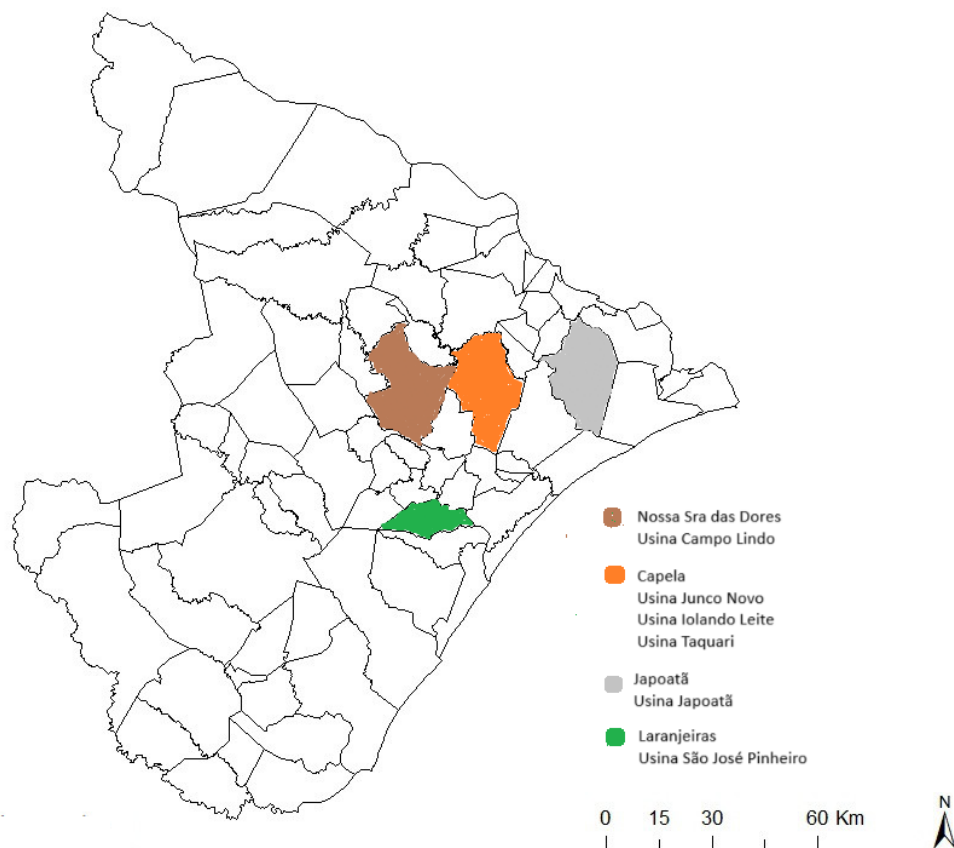 Nossa Sra das Dores
Usina Campo Lindo
Capela
Usina Junco Novo
Usina Iolando Leite
Usina Taquari
Japoatã
Usina Japoatã
Laranjeiras
Usina São José Pinheiro
0 15 30 60 Km
N